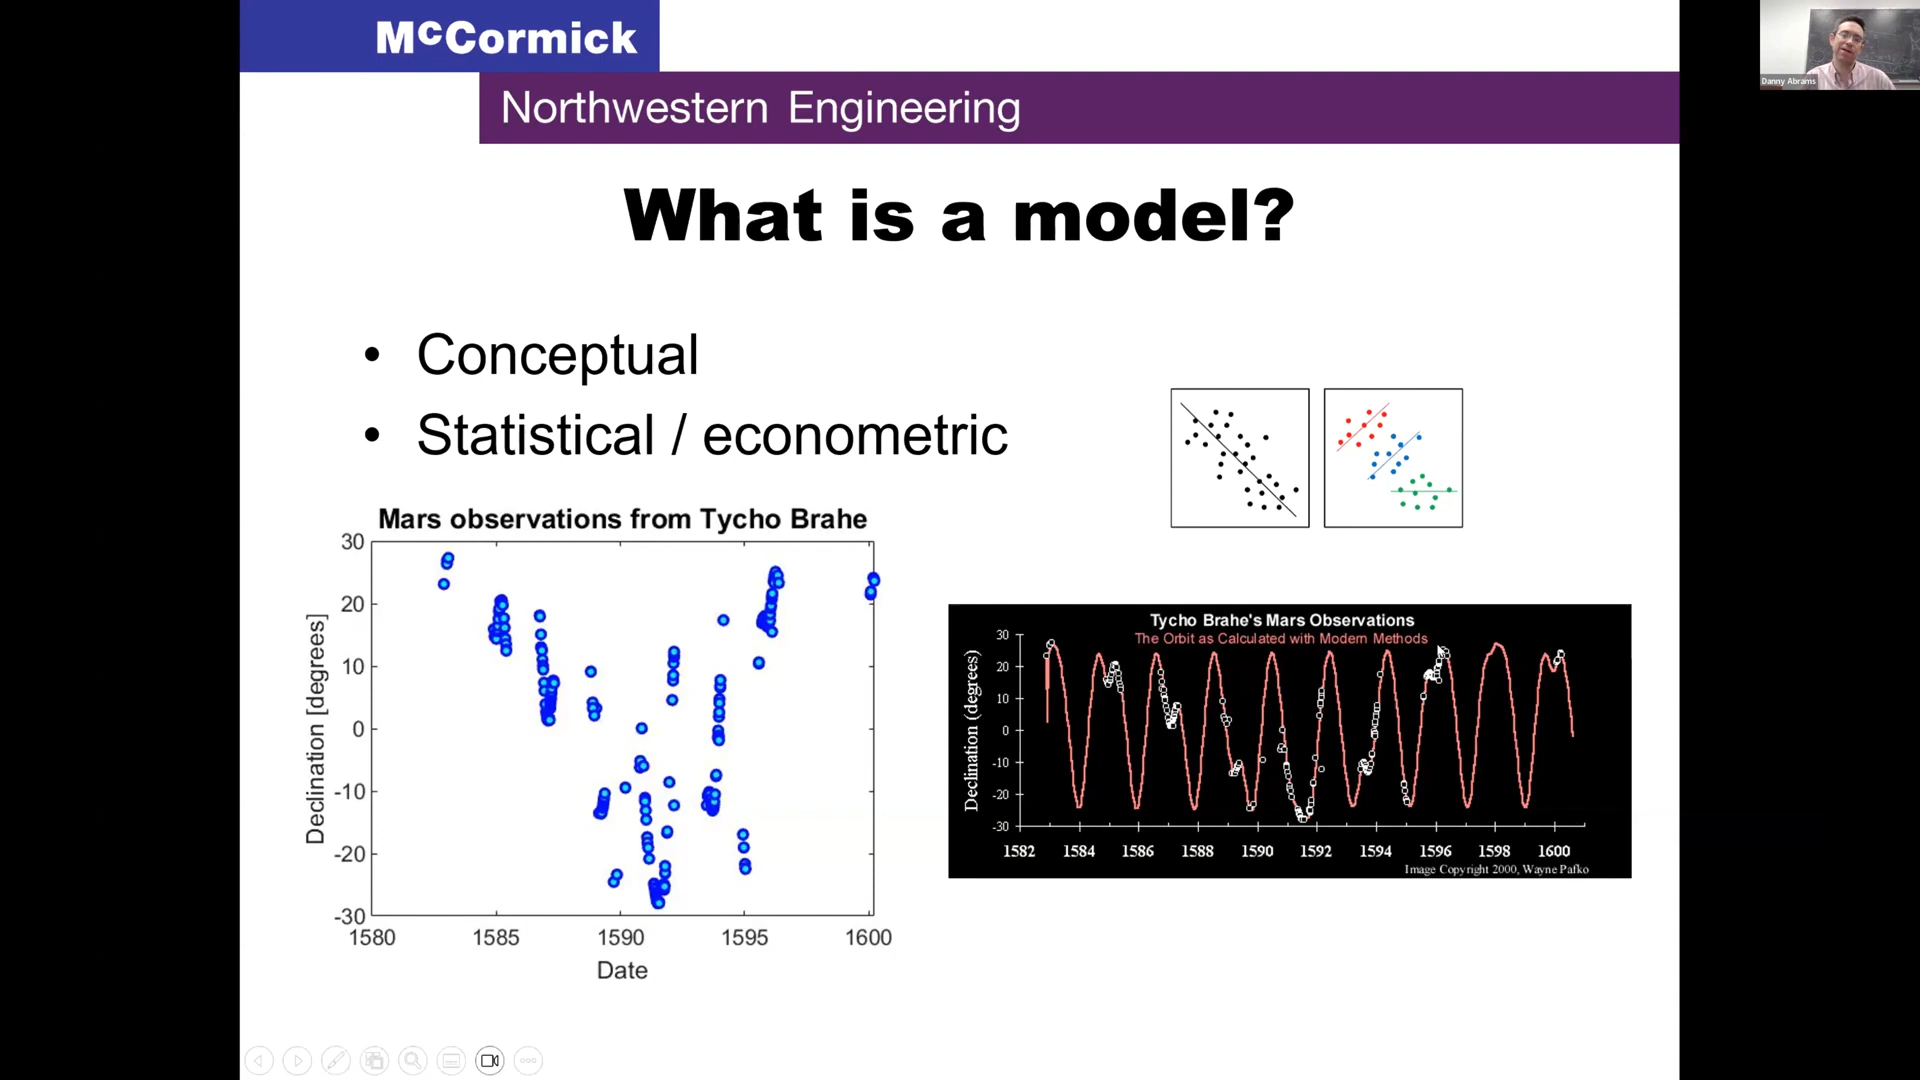 McCormick
Northwestern Engineering
Danny Abrams
What is a model?
• Conceptual
• Statistical / econometric
Mars observations from Tycho Brahe
30
20
10
0
-10
-20
-30
Declination [degrees]
1580 1585 1590 1595 1600
Date
Tycho Brahe's Mars Observations
The Orbit as Calculated with Modern Methods
30
20
10
0
-10
-20
-30
Declination (degrees)
1582 1584 1586 1588 1590 1592 1594 1596 1598 1600
Image Copyright 2000, Wayne Pafko